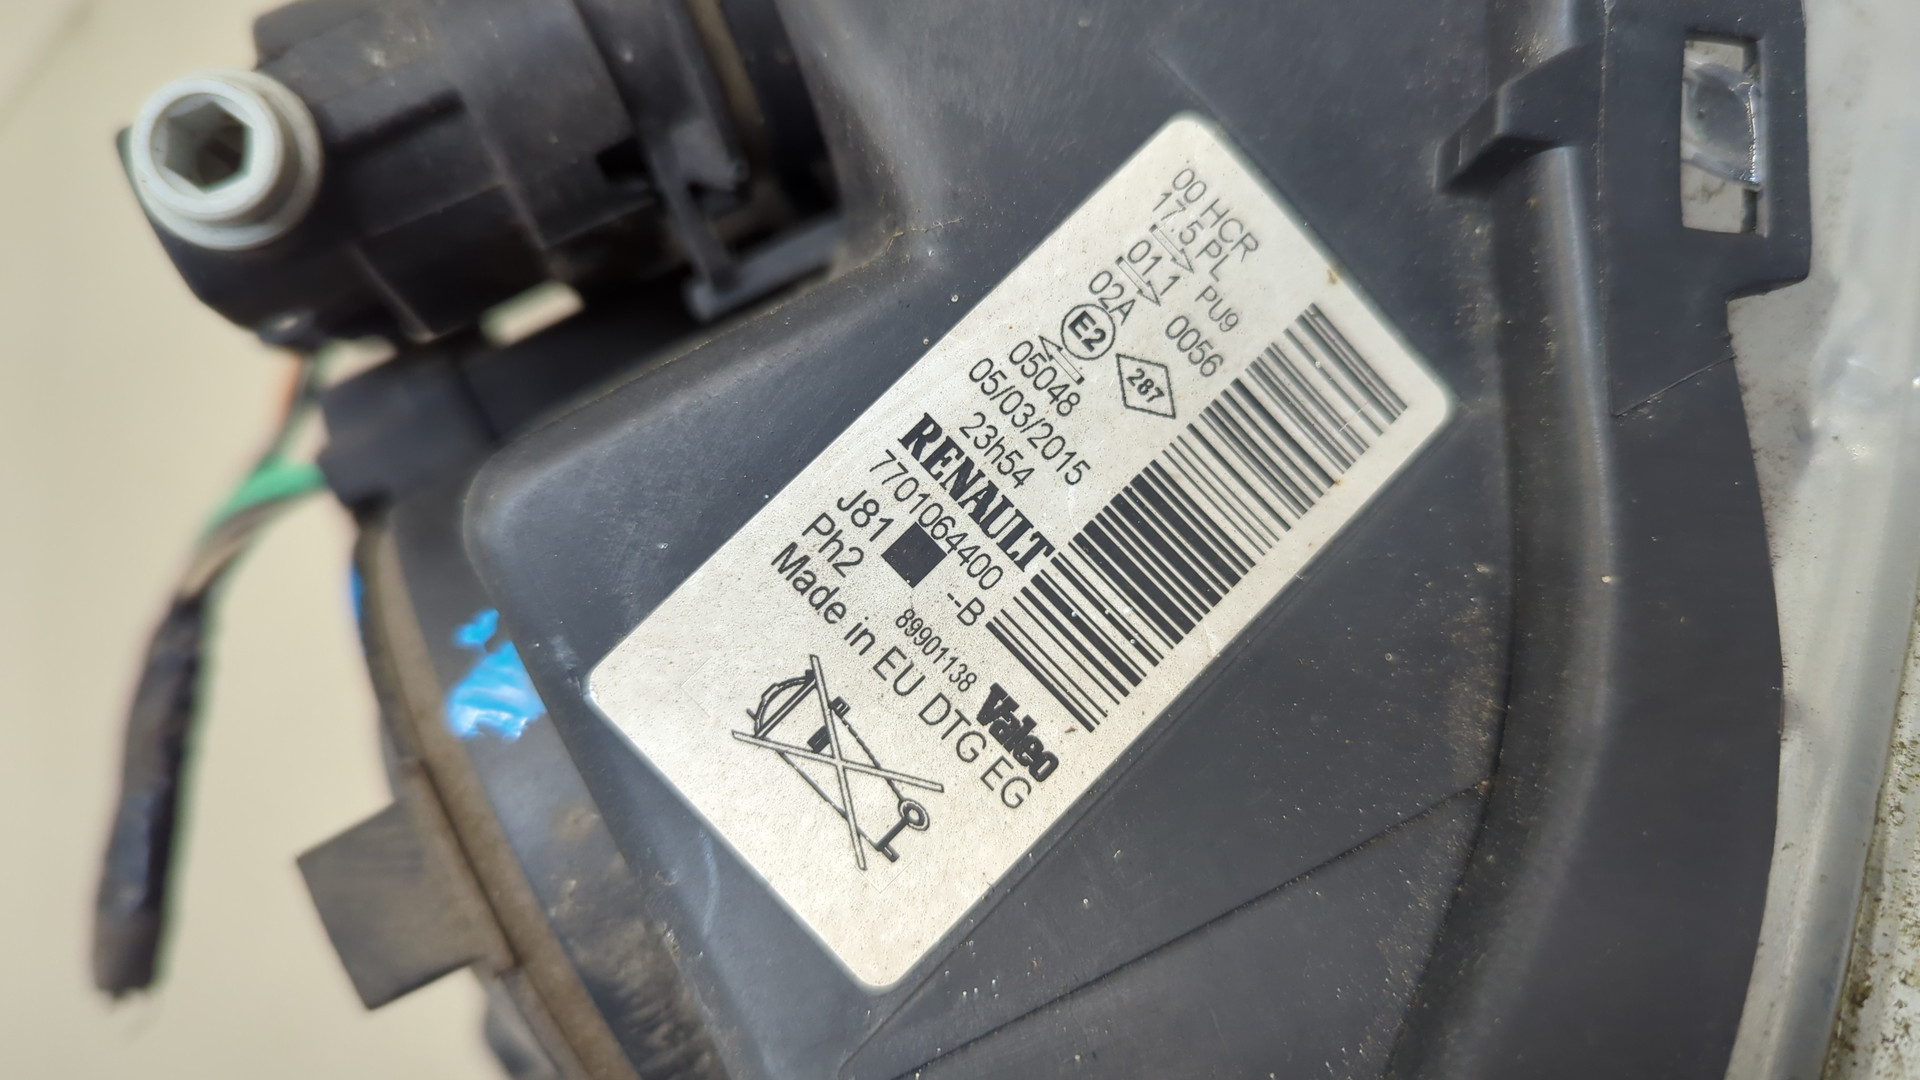 00 HCR
17.5 PL PU9
01,1 0056
02A E2 287
05048
05/03/2015
23h54
RENAULT
7701064400 --B
J81
Ph2 89901138 Valeo
Made in EU DTG EG